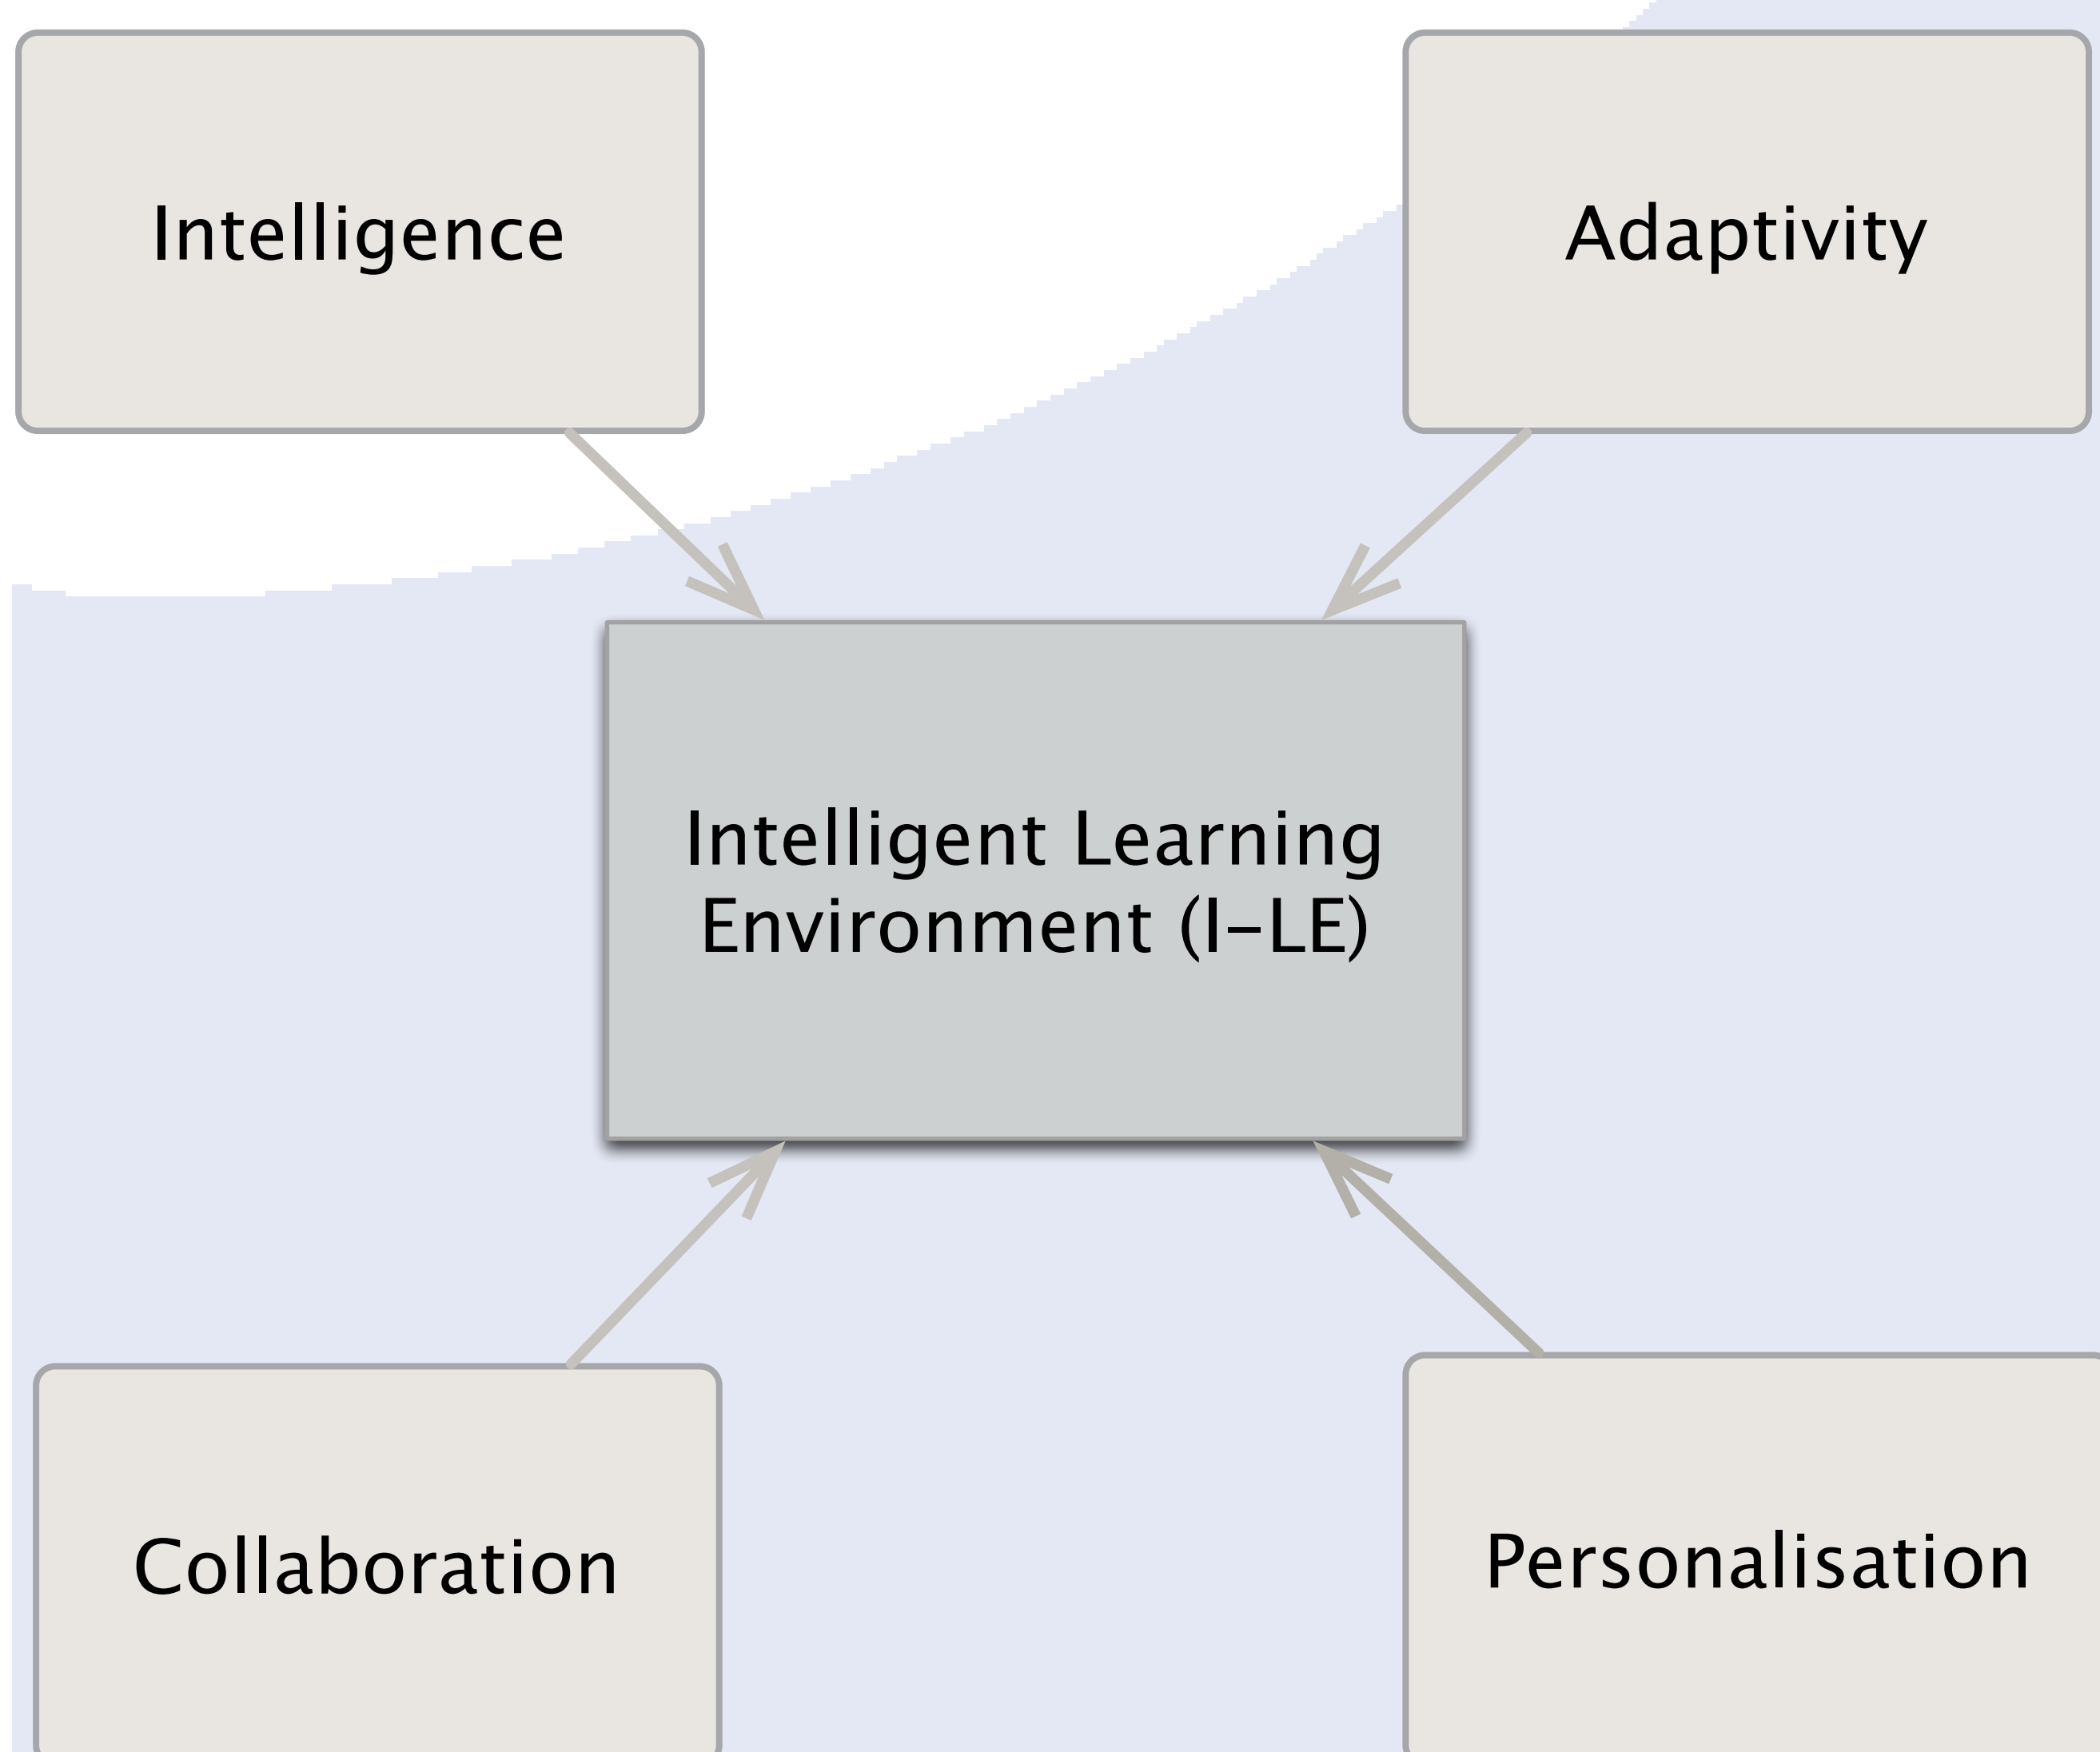 Intelligence
Adaptivity
Intelligent Learning
Environment (I-LE)
Collaboration
Personalisation